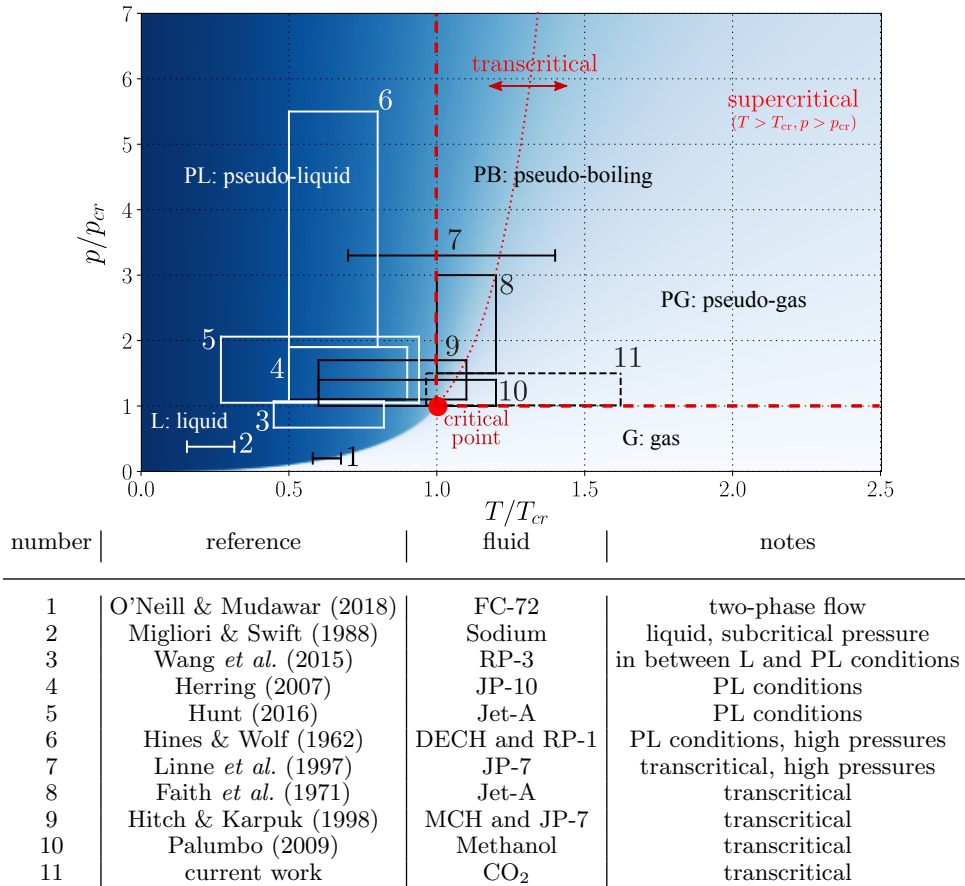 7
6
5
4
3
2
1
0
p/p_cr
0.0 0.5 1.0 1.5 2.0 2.5
T/T_cr
transcritical
supercritical
(T > T_cr, p > p_cr)
6
PL: pseudo-liquid
PB: pseudo-boiling
7
8
PG: pseudo-gas
5
4
9
11
10
L: liquid
3
critical
point
G: gas
2
1
number | reference | fluid | notes
1 | O'Neill & Mudawar (2018) | FC-72 | two-phase flow
2 | Migliori & Swift (1988) | Sodium | liquid, subcritical pressure
3 | Wang et al. (2015) | RP-3 | in between L and PL conditions
4 | Herring (2007) | JP-10 | PL conditions
5 | Hunt (2016) | Jet-A | PL conditions
6 | Hines & Wolf (1962) | DECH and RP-1 | PL conditions, high pressures
7 | Linne et al. (1997) | JP-7 | transcritical, high pressures
8 | Faith et al. (1971) | Jet-A | transcritical
9 | Hitch & Karpuk (1998) | MCH and JP-7 | transcritical
10 | Palumbo (2009) | Methanol | transcritical
11 | current work | CO₂ | transcritical